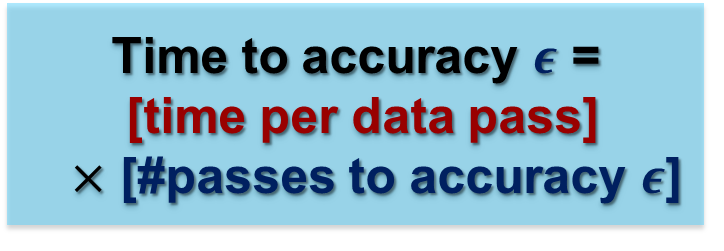 Time to accuracy ϵ =
[time per data pass]
× [#passes to accuracy ϵ]